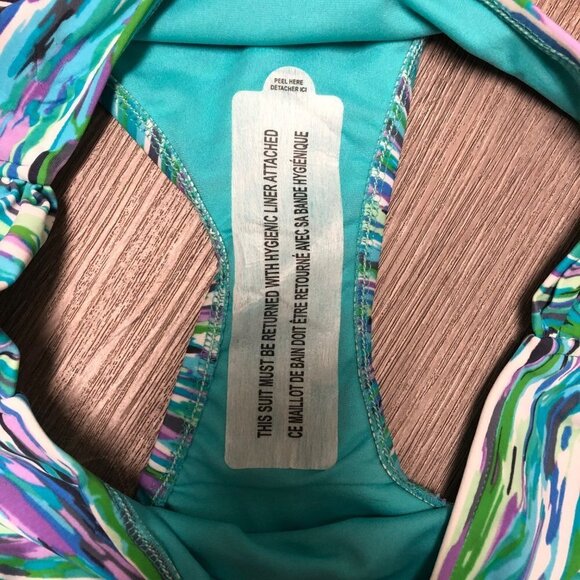 PEEL HERE
DETACHER ICI
THIS SUIT MUST BE RETURNED WITH HYGIENIC LINER ATTACHED
CE MAILLOT DE BAIN DOIT ÊTRE RETOURNÉ AVEC SA BANDE HYGIÉNIQUE